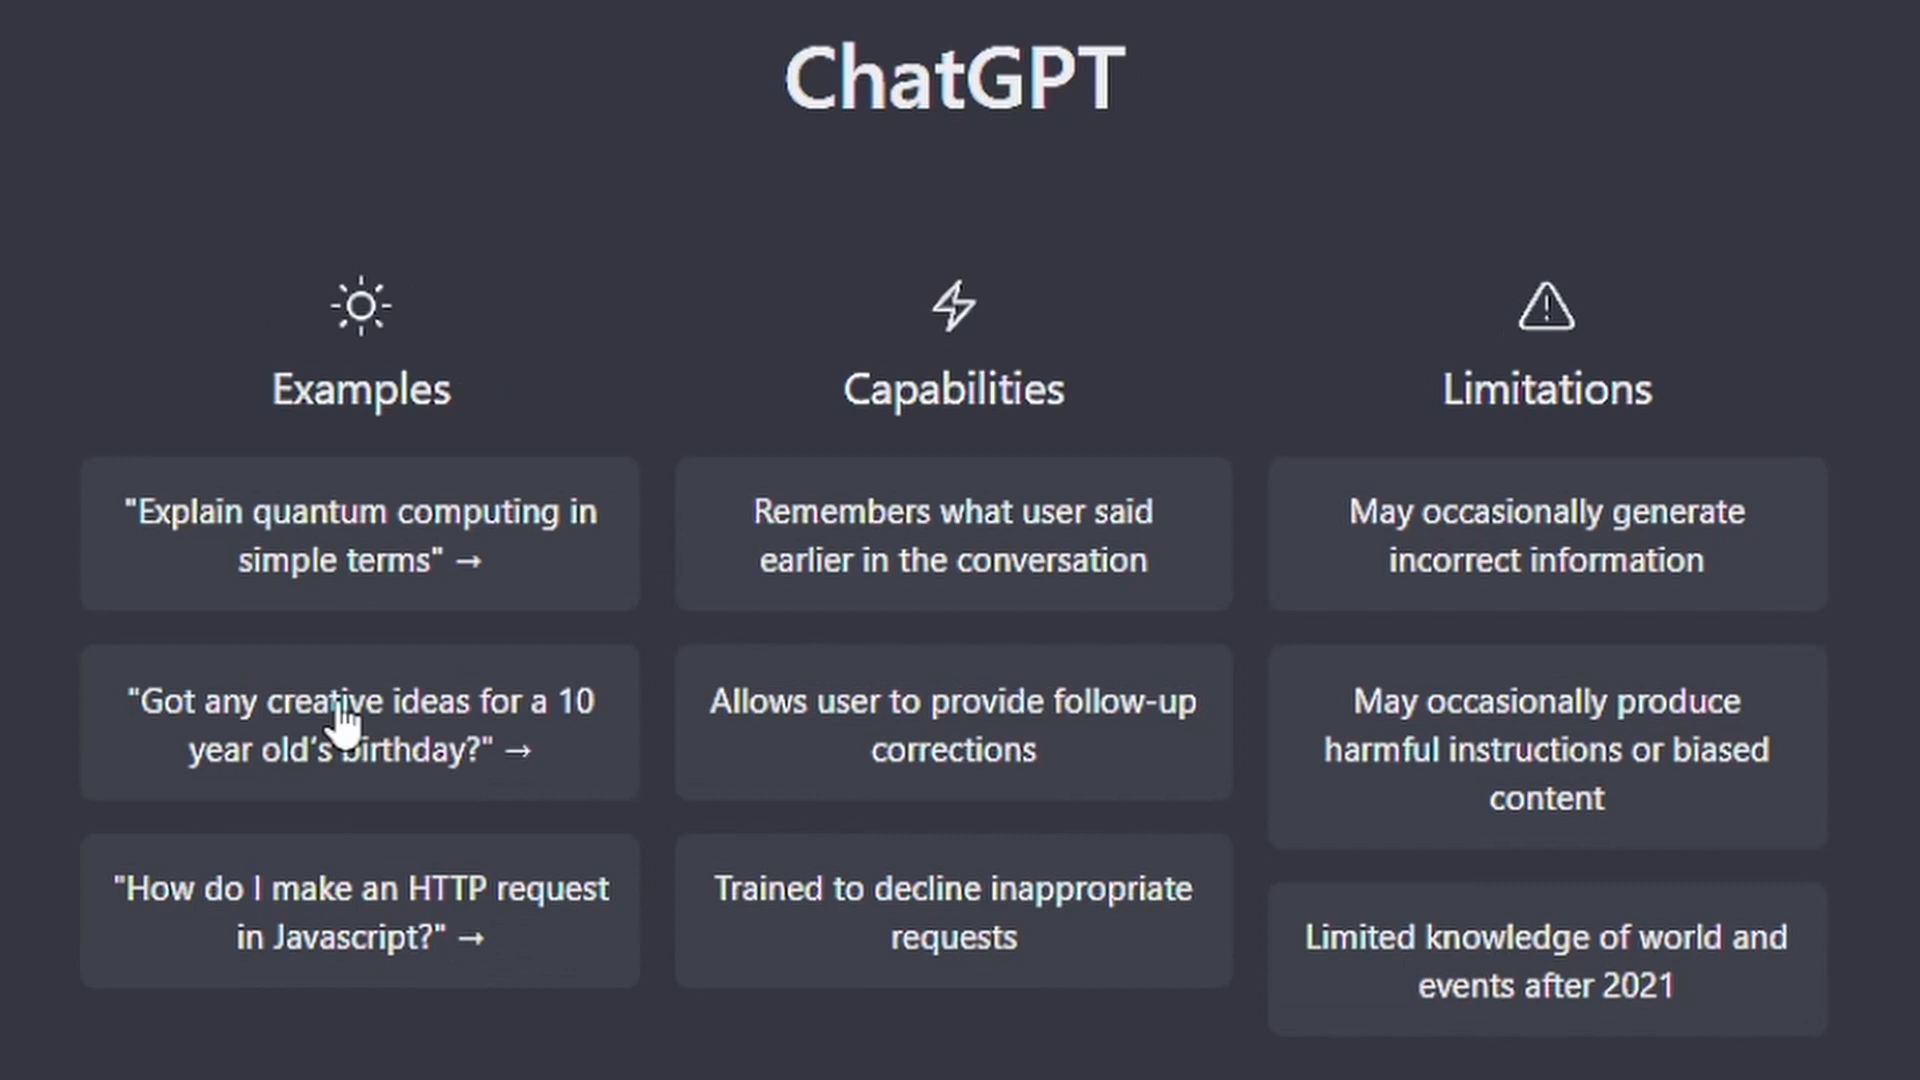 ChatGPT
Examples
"Explain quantum computing in
simple terms" →
"Got any creative ideas for a 10
year old's birthday?" →
"How do I make an HTTP request
in Javascript?" →
Capabilities
Remembers what user said
earlier in the conversation
Allows user to provide follow-up
corrections
Trained to decline inappropriate
requests
Limitations
May occasionally generate
incorrect information
May occasionally produce
harmful instructions or biased
content
Limited knowledge of world and
events after 2021